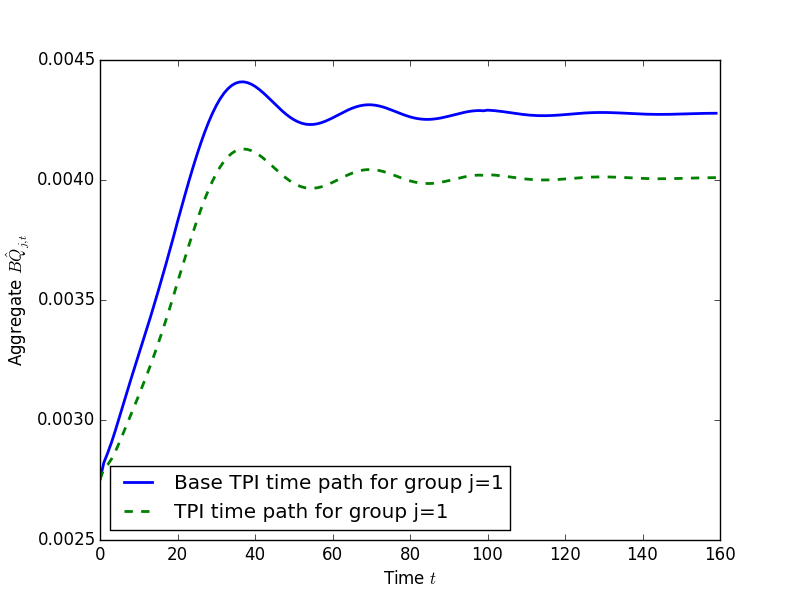 0.0045
0.0040
0.0035
0.0030
0.0025
Aggregate $\hat{BQ}_{j,t}$
Base TPI time path for group j=1
TPI time path for group j=1
0 20 40 60 80 100 120 140 160
Time t